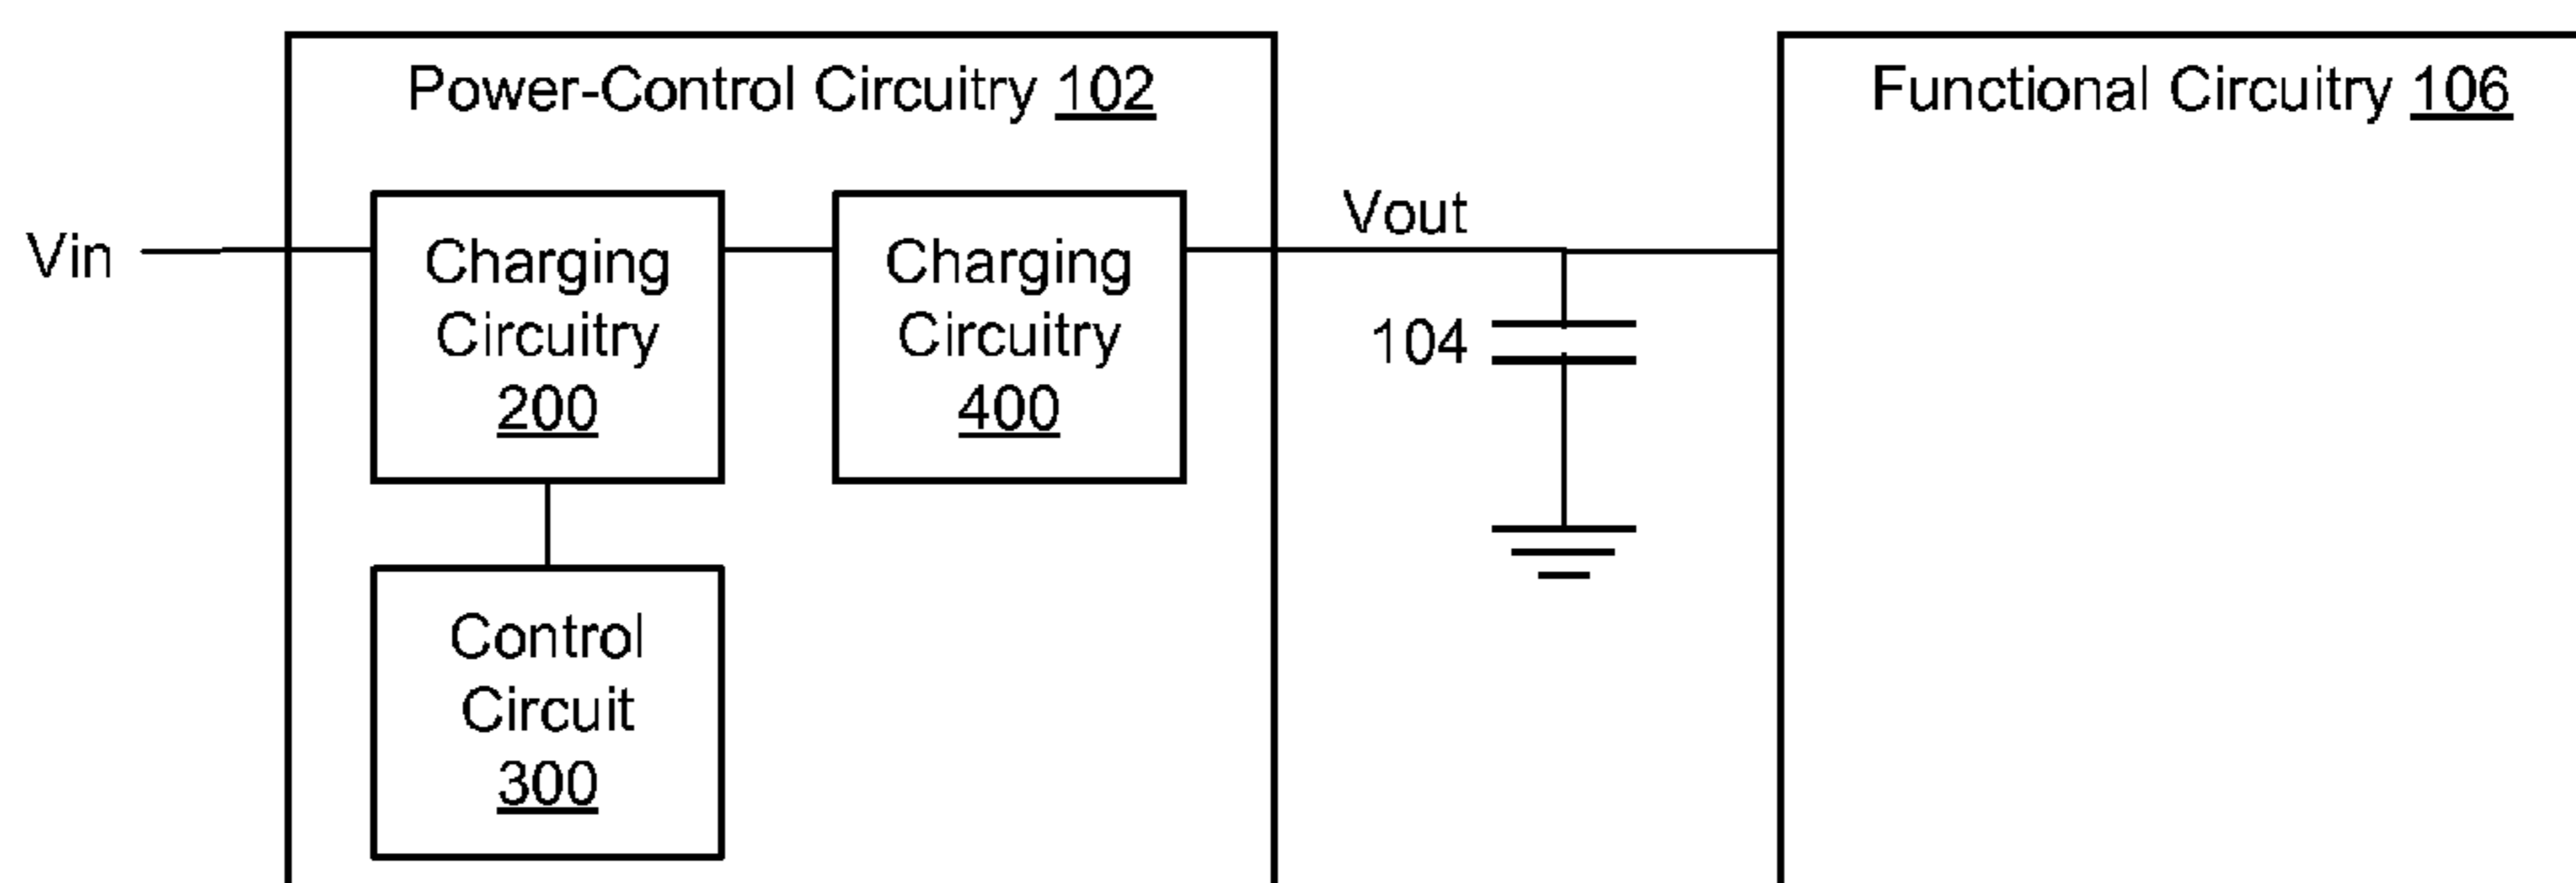 Power-Control Circuitry 102
Functional Circuitry 106
Vin
Charging
Circuitry
200
Charging
Circuitry
400
Vout
104
Control
Circuit
300